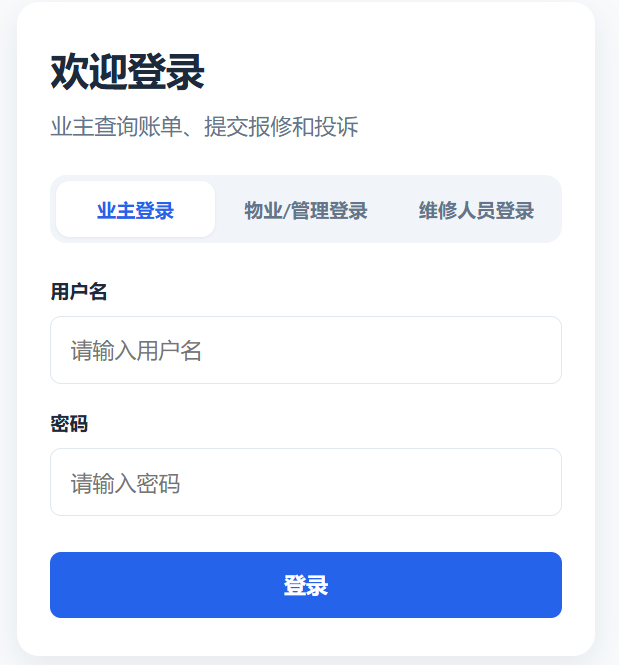 欢迎登录
业主查询账单、提交报修和投诉
业主登录 物业/管理登录 维修人员登录
用户名
请输入用户名
密码
请输入密码
登录